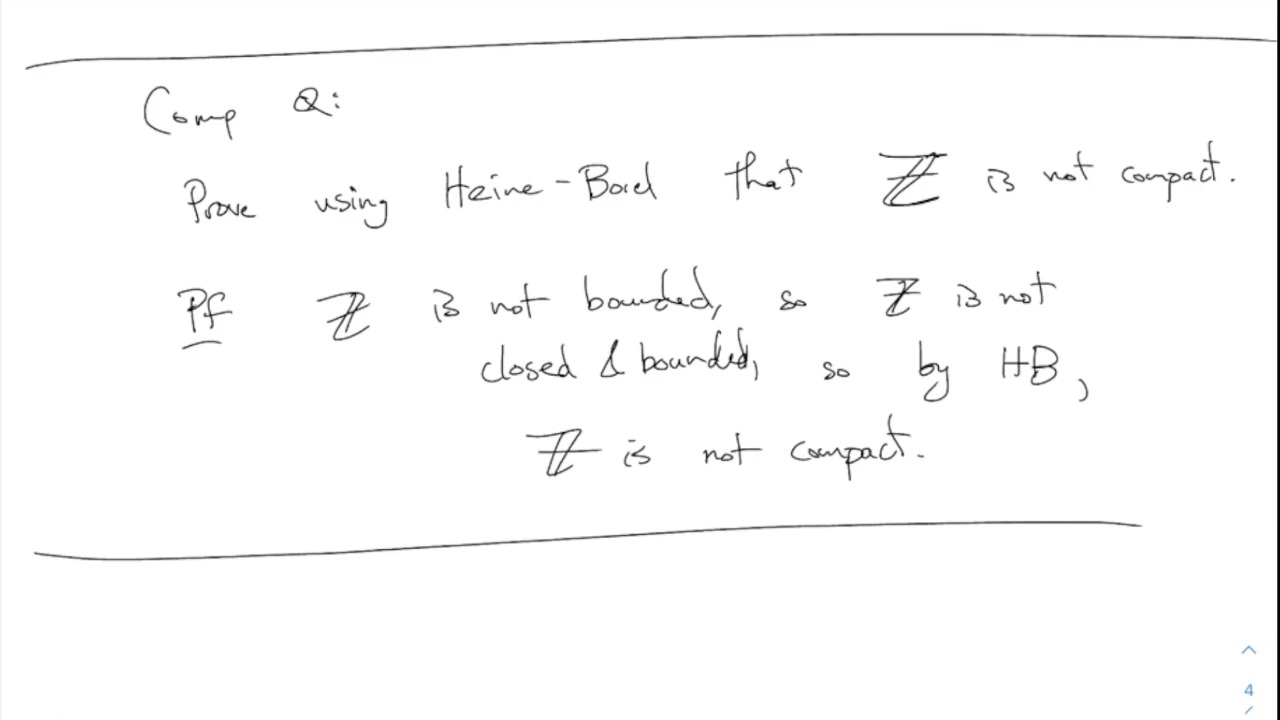 Comp Q:
Prove using Heine-Borel that ℤ is not compact.
Pf ℤ is not bounded, so ℤ is not
closed & bounded, so by HB,
ℤ is not compact.
4